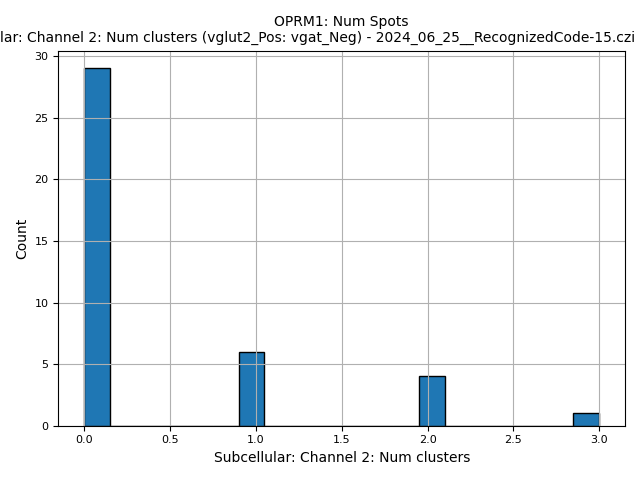 OPRM1: Num Spots
lar: Channel 2: Num clusters (vglut2_Pos: vgat_Neg) - 2024_06_25__RecognizedCode-15.czi
30
25
20
15
10
5
0
Count
0.0 0.5 1.0 1.5 2.0 2.5 3.0
Subcellular: Channel 2: Num clusters